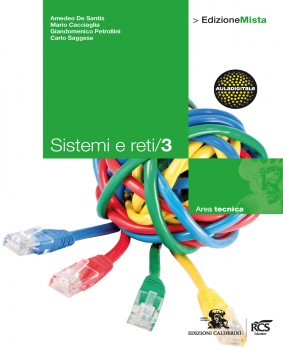 Amedeo De Santis
Mario Cacciaglia
Giandomenico Petrollini
Carlo Saggese
> EdizioneMista
AULADIGITALE
Sistemi e reti/3
Area tecnica
EDIZIONI CALDERINI
RCS
Education